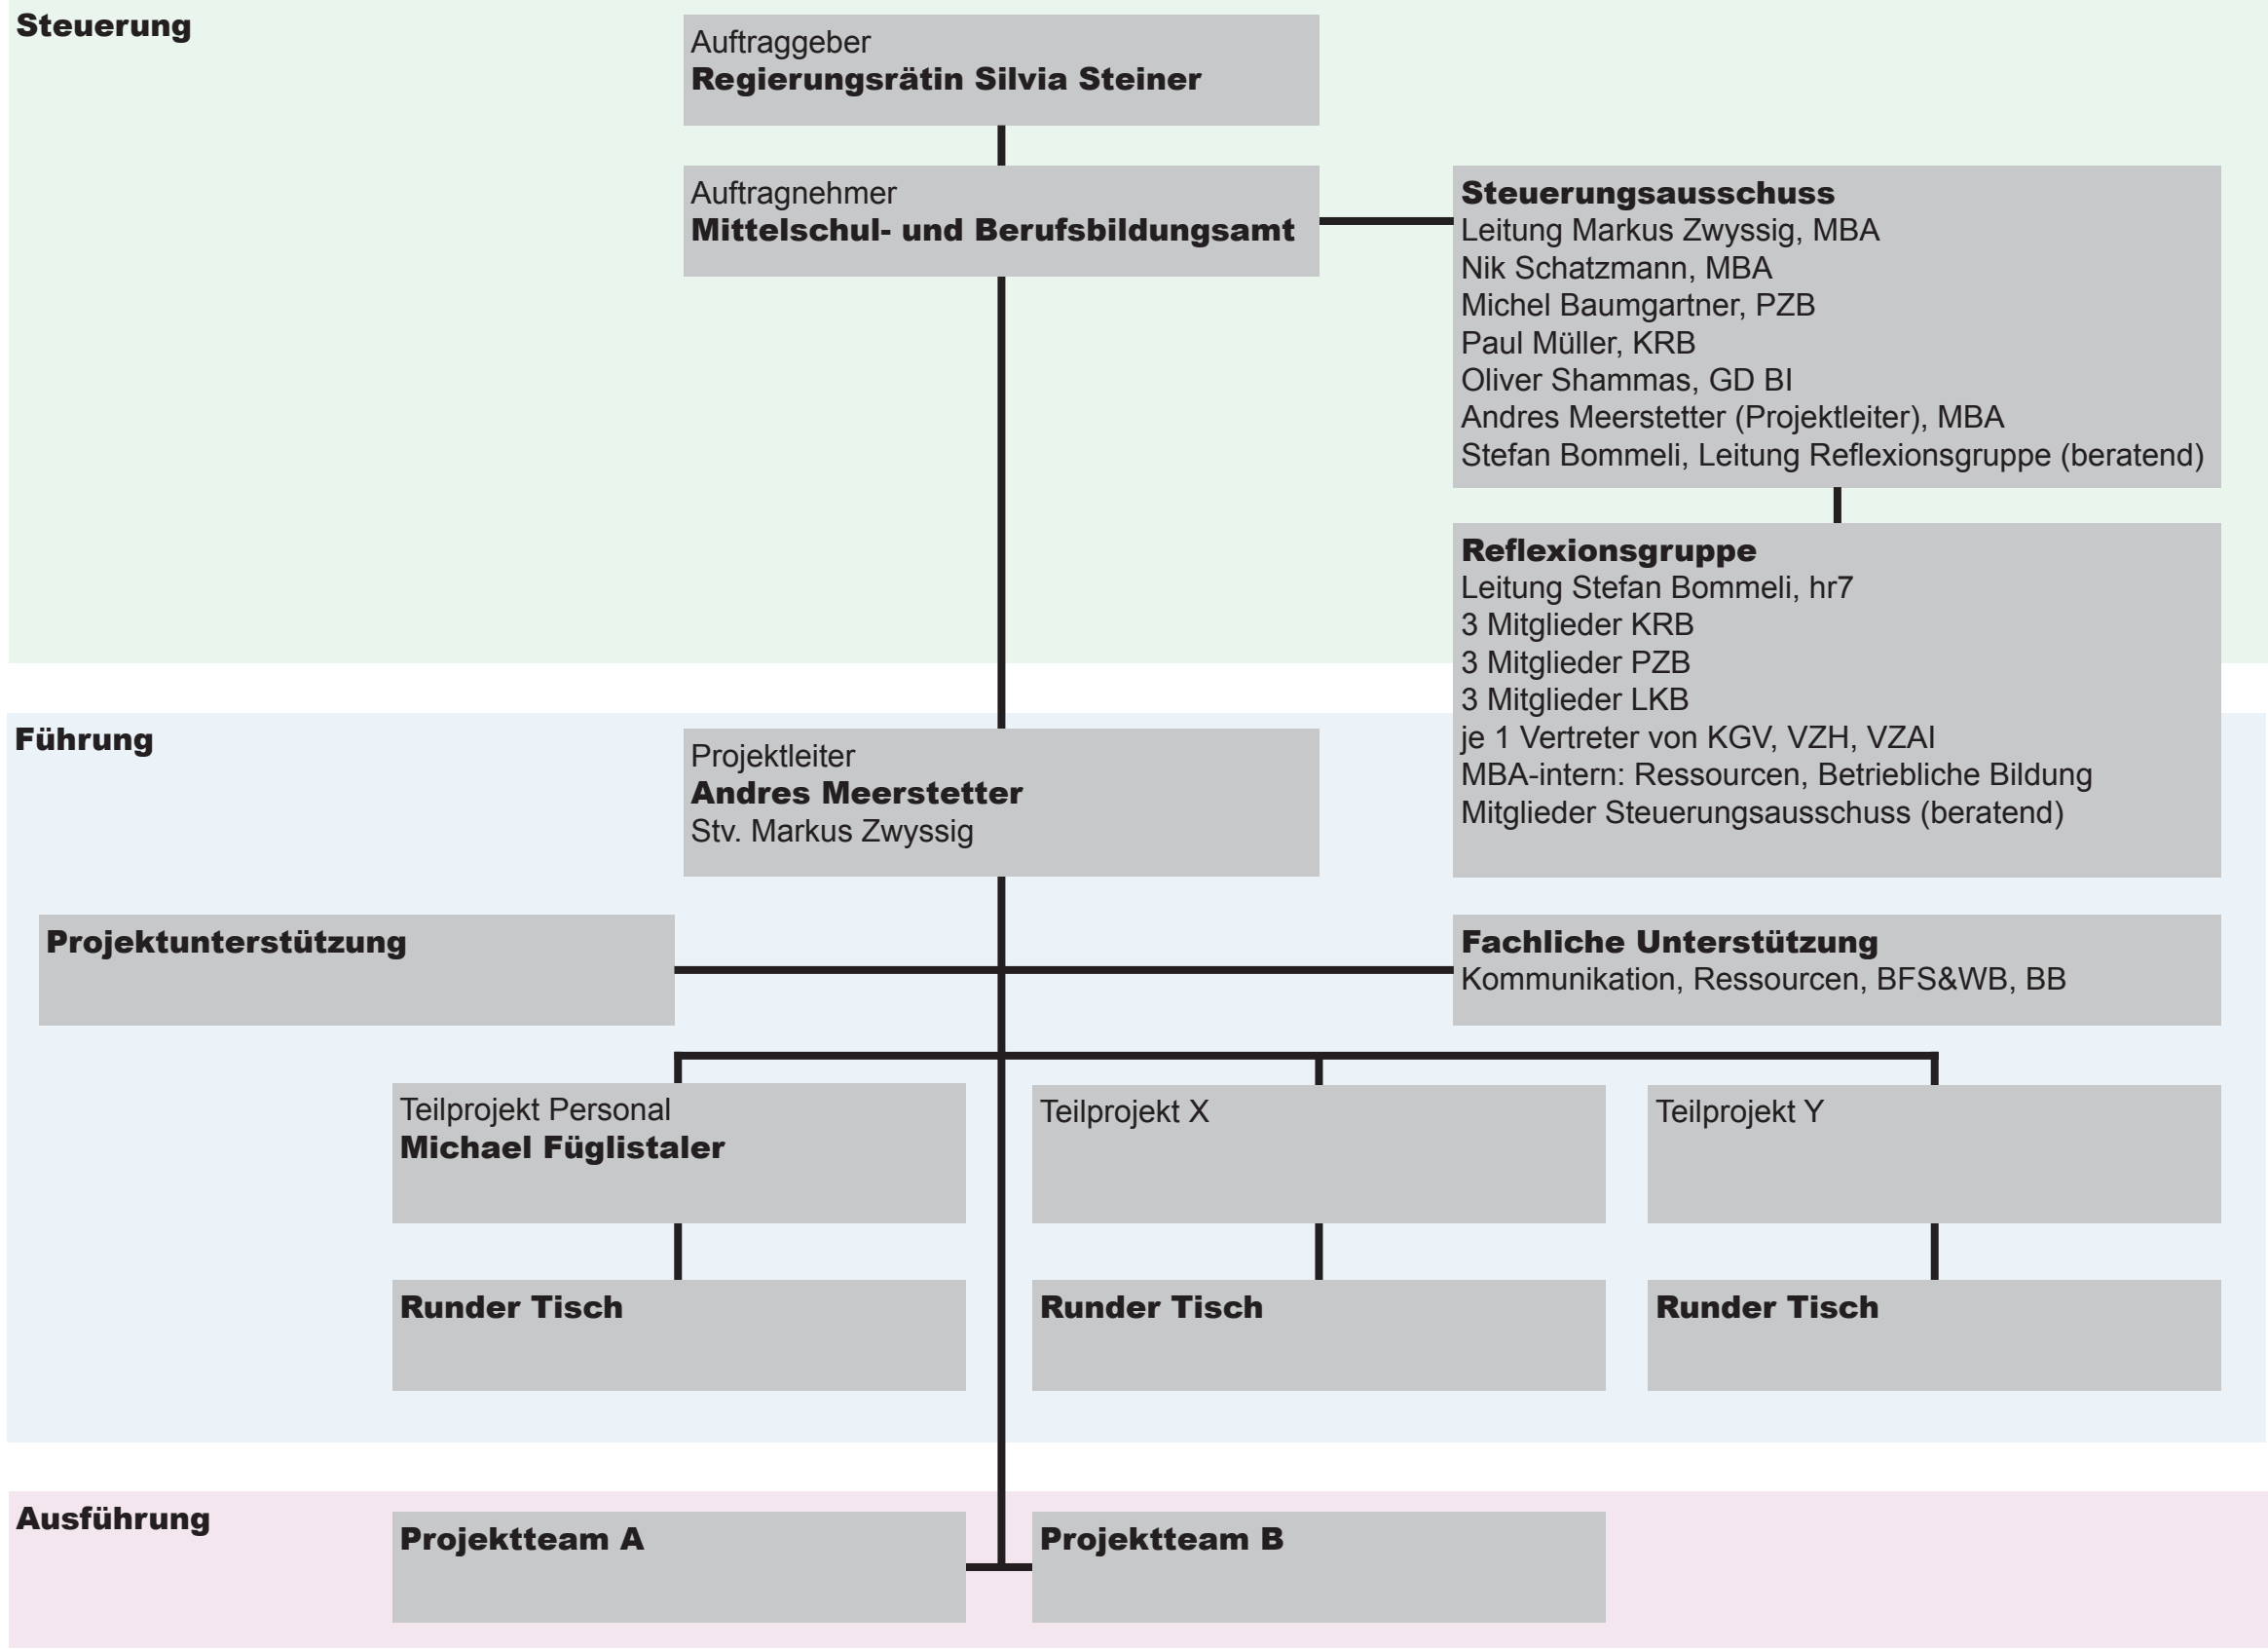 Steuerung
Auftraggeber
Regierungsrätin Silvia Steiner
Auftragnehmer
Mittelschul- und Berufsbildungsamt
Steuerungsausschuss
Leitung Markus Zwyssig, MBA
Nik Schatzmann, MBA
Michel Baumgartner, PZB
Paul Müller, KRB
Oliver Shammas, GD BI
Andres Meerstetter (Projektleiter), MBA
Stefan Bommeli, Leitung Reflexionsgruppe (beratend)
Reflexionsgruppe
Leitung Stefan Bommeli, hr7
3 Mitglieder KRB
3 Mitglieder PZB
3 Mitglieder LKB
je 1 Vertreter von KGV, VZH, VZAI
MBA-intern: Ressourcen, Betriebliche Bildung
Mitglieder Steuerungsausschuss (beratend)
Führung
Projektleiter
Andres Meerstetter
Stv. Markus Zwyssig
Projektunterstützung
Fachliche Unterstützung
Kommunikation, Ressourcen, BFS&WB, BB
Teilprojekt Personal
Michael Füglistaler
Teilprojekt X
Teilprojekt Y
Runder Tisch
Runder Tisch
Runder Tisch
Ausführung
Projektteam A
Projektteam B